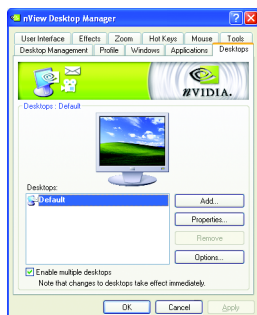 nView Desktop Manager
User Interface Effects Zoom Hot Keys Mouse Tools
Desktop Management Profile Windows Applications Desktops
nVIDIA.
Desktops : Default
Desktops:
Default
Add...
Properties...
Remove
Options...
Enable multiple desktops
Note that changes to desktops take effect immediately.
OK Cancel Apply